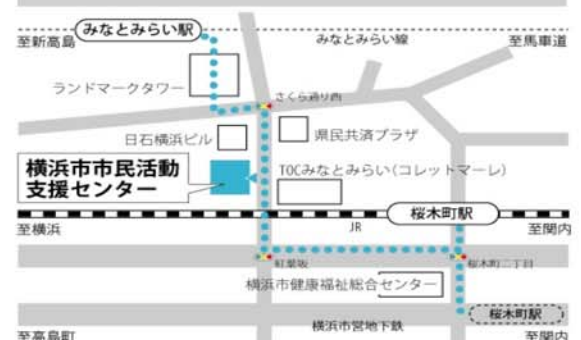 みなとみらい駅
至新高島
みなとみらい線
至馬車道
ランドマークタワー
さくら通り西
日石横浜ビル
県民共済プラザ
横浜市市民活動
支援センター
TOCみなとみらい(コレットマーレ)
桜木町駅
至横浜
JR
至関内
紅葉坂
桜木町二丁目
横浜市健康福祉総合センター
桜木町駅
横浜市営地下鉄
至高島町
至関内